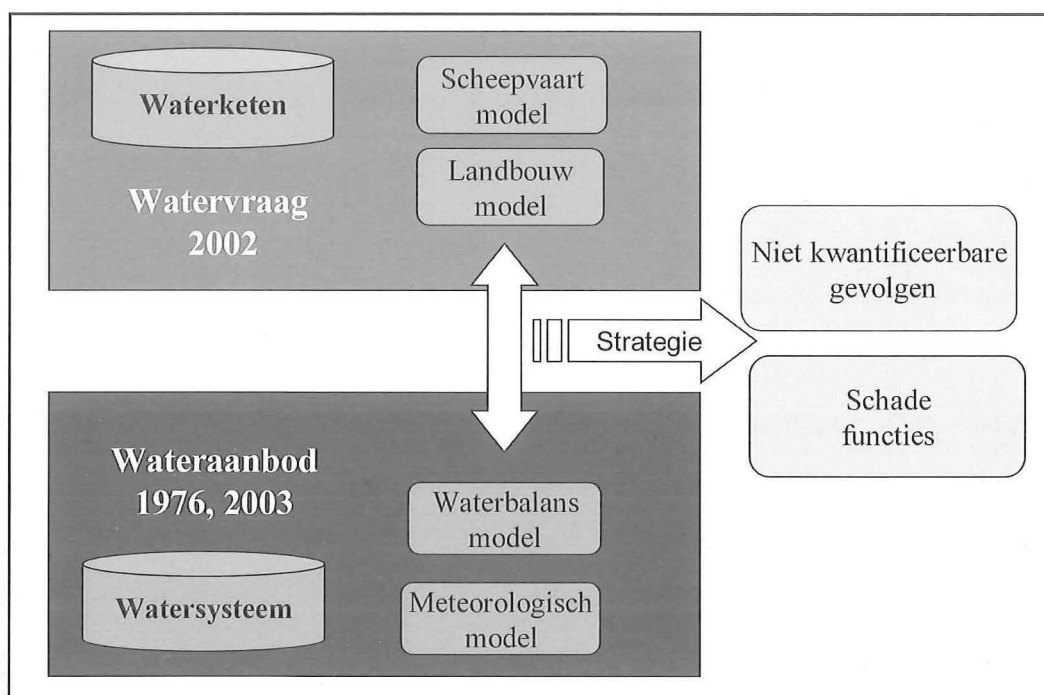 Waterketen
Scheepvaart
model
Landbouw
model
Watervraag
2002
Niet kwantificeerbare
gevolgen
Strategie
Schade
functies
Wateraanbod
1976, 2003
Waterbalans
model
Watersysteem
Meteorologisch
model